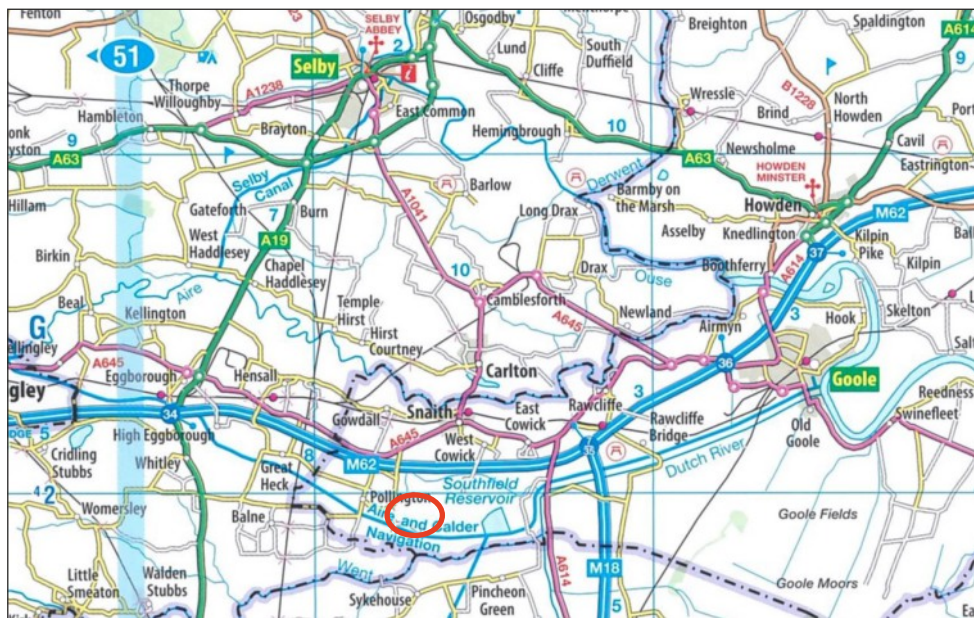 Fenton
SELBY
ABBEY
Osgodby
Breighton
Spaldington
A614
51
2
Lund
South
Duffield
9
Selby
Cliffe
Thorpe
Willoughby
A1238
East Common
Wressle
B1228
North
Howden
Hambleton
Brind
Brayton
Hemingbrough
10
Newsholme
Cavil
9
A63
A63
Eastrington
HOWDEN
MINSTER
Selby
Canal
Barlow
Derwent
Barmby on
the Marsh
Hillam
Gateforth
7
Burn
A1041
Long Drax
Howden
M62
West
Haddlesey
A19
Asselby
Knedlington
Kilpin
Pike
37
Birkin
Chapel
Haddlesey
10
Drax
Ouse
Boothferry
A614
Kilpin
Aire
Beal
Kellington
Temple
Hirst
Camblesforth
Newland
3
Skelton
G
Hirst
Courtney
A645
Airmyn
Hook
A645
Eggborough
Hensall
Carlton
36
Goole
Reedness
34
Gowdall
Snaith
East
Cowick
Rawcliffe
3
Rawcliffe
Bridge
Swinefleet
5
High Eggborough
A645
West
Cowick
Old
Goole
Cridling
Stubbs
8
M62
Dutch River
Whitley
Great
Heck
Southfield
Reservoir
42
Pollington
Womersley
Balne
Aire and Calder
Navigation
Goole Fields
Went
A614
M18
Goole Moors
Little
Smeaton
Walden
Stubbs
Sykehouse
Pincheon
Green
5